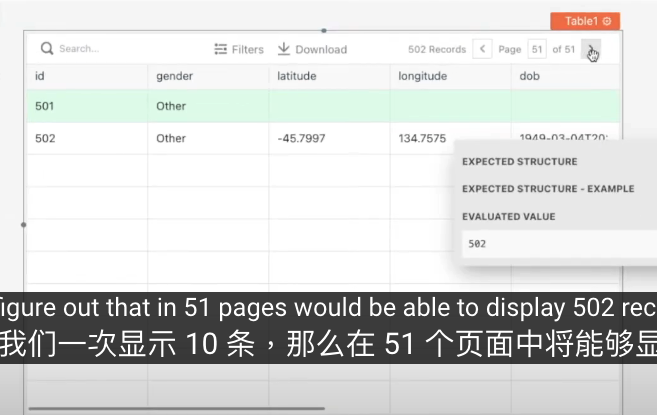 Table1
Search... Filters Download 502 Records Page 51 of 51
id gender latitude longitude dob
501 Other
502 Other -45.7997 134.7575 1949-03-04T20:
EXPECTED STRUCTURE
EXPECTED STRUCTURE - EXAMPLE
EVALUATED VALUE
502
figure out that in 51 pages would be able to display 502 rec
我们一次显示 10 条，那么在 51 个页面中将能够显